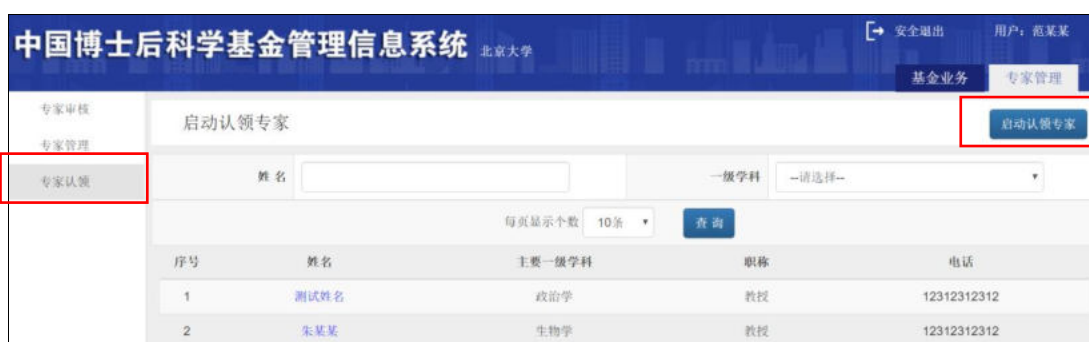 中国博士后科学基金管理信息系统 北京大学 安全退出 用户：范某某
基金业务 专家管理
专家审核
专家管理
专家认领
启动认领专家 启动认领专家
姓名 一级学科 --请选择--
每页显示个数 10条 查询
序号 姓名 主要一级学科 职称 电话
1 测试姓名 政治学 教授 12312312312
2 朱某某 生物学 教授 12312312312